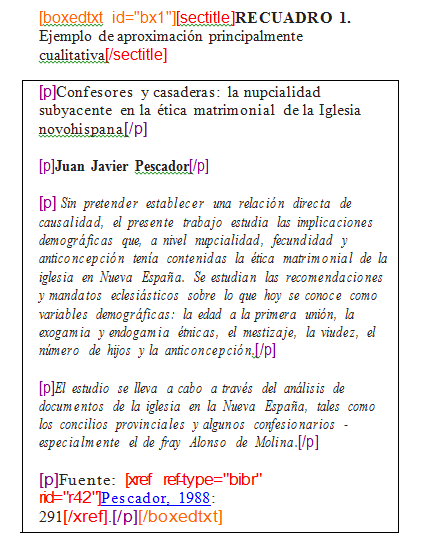 [boxedtxt id="bx1"][sectitle]RECUADRO 1.
Ejemplo de aproximación principalmente
cualitativa[/sectitle]
[p]Confesores y casaderas: la nupcialidad
subyacente en la ética matrimonial de la Iglesia
novohispana[/p]
[p]Juan Javier Pescador[/p]
[p] Sin pretender establecer una relación directa de
causalidad, el presente trabajo estudia las implicaciones
demográficas que, a nivel nupcialidad, fecundidad y
anticoncepción tenía contenidas la ética matrimonial de la
iglesia en Nueva España. Se estudian las recomendaciones
y mandatos eclesiásticos sobre lo que hoy se conoce como
variables demográficas: la edad a la primera unión, la
exogamia y endogamia étnicas, el mestizaje, la viudez, el
número de hijos y la anticoncepción.[/p]
[p]El estudio se lleva a cabo a través del análisis de
documentos de la iglesia en la Nueva España, tales como
los concilios provinciales y algunos confesionarios -
especialmente el de fray Alonso de Molina.[/p]
[p]Fuente: [xref ref-type="bibr"
rid="r42"]Pescador, 1988:
291[/xref].[/p][/boxedtxt]